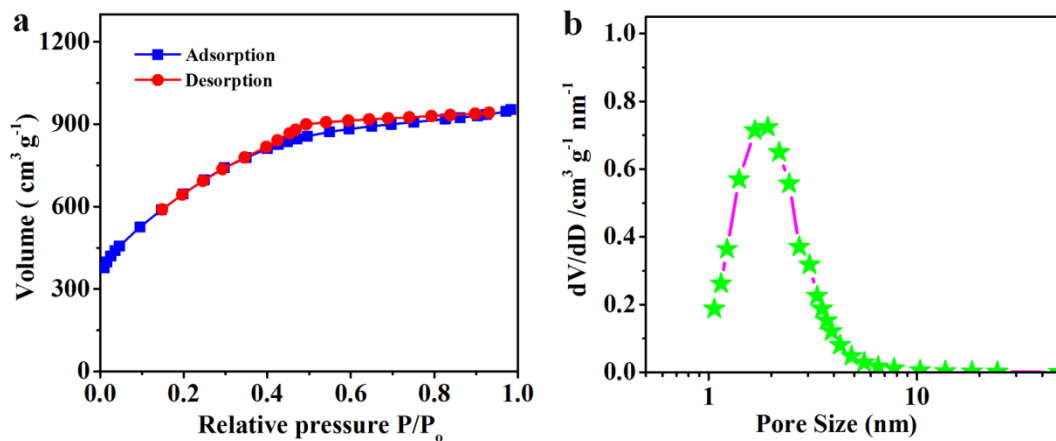 a
1200
900
600
300
0
Volume ( cm³ g⁻¹)
Adsorption
Desorption
0.0 0.2 0.4 0.6 0.8 1.0
Relative pressure P/Pₒ
b
1.0
0.8
0.6
0.4
0.2
0.0
dV/dD /cm³ g⁻¹ nm⁻¹
1 10
Pore Size (nm)